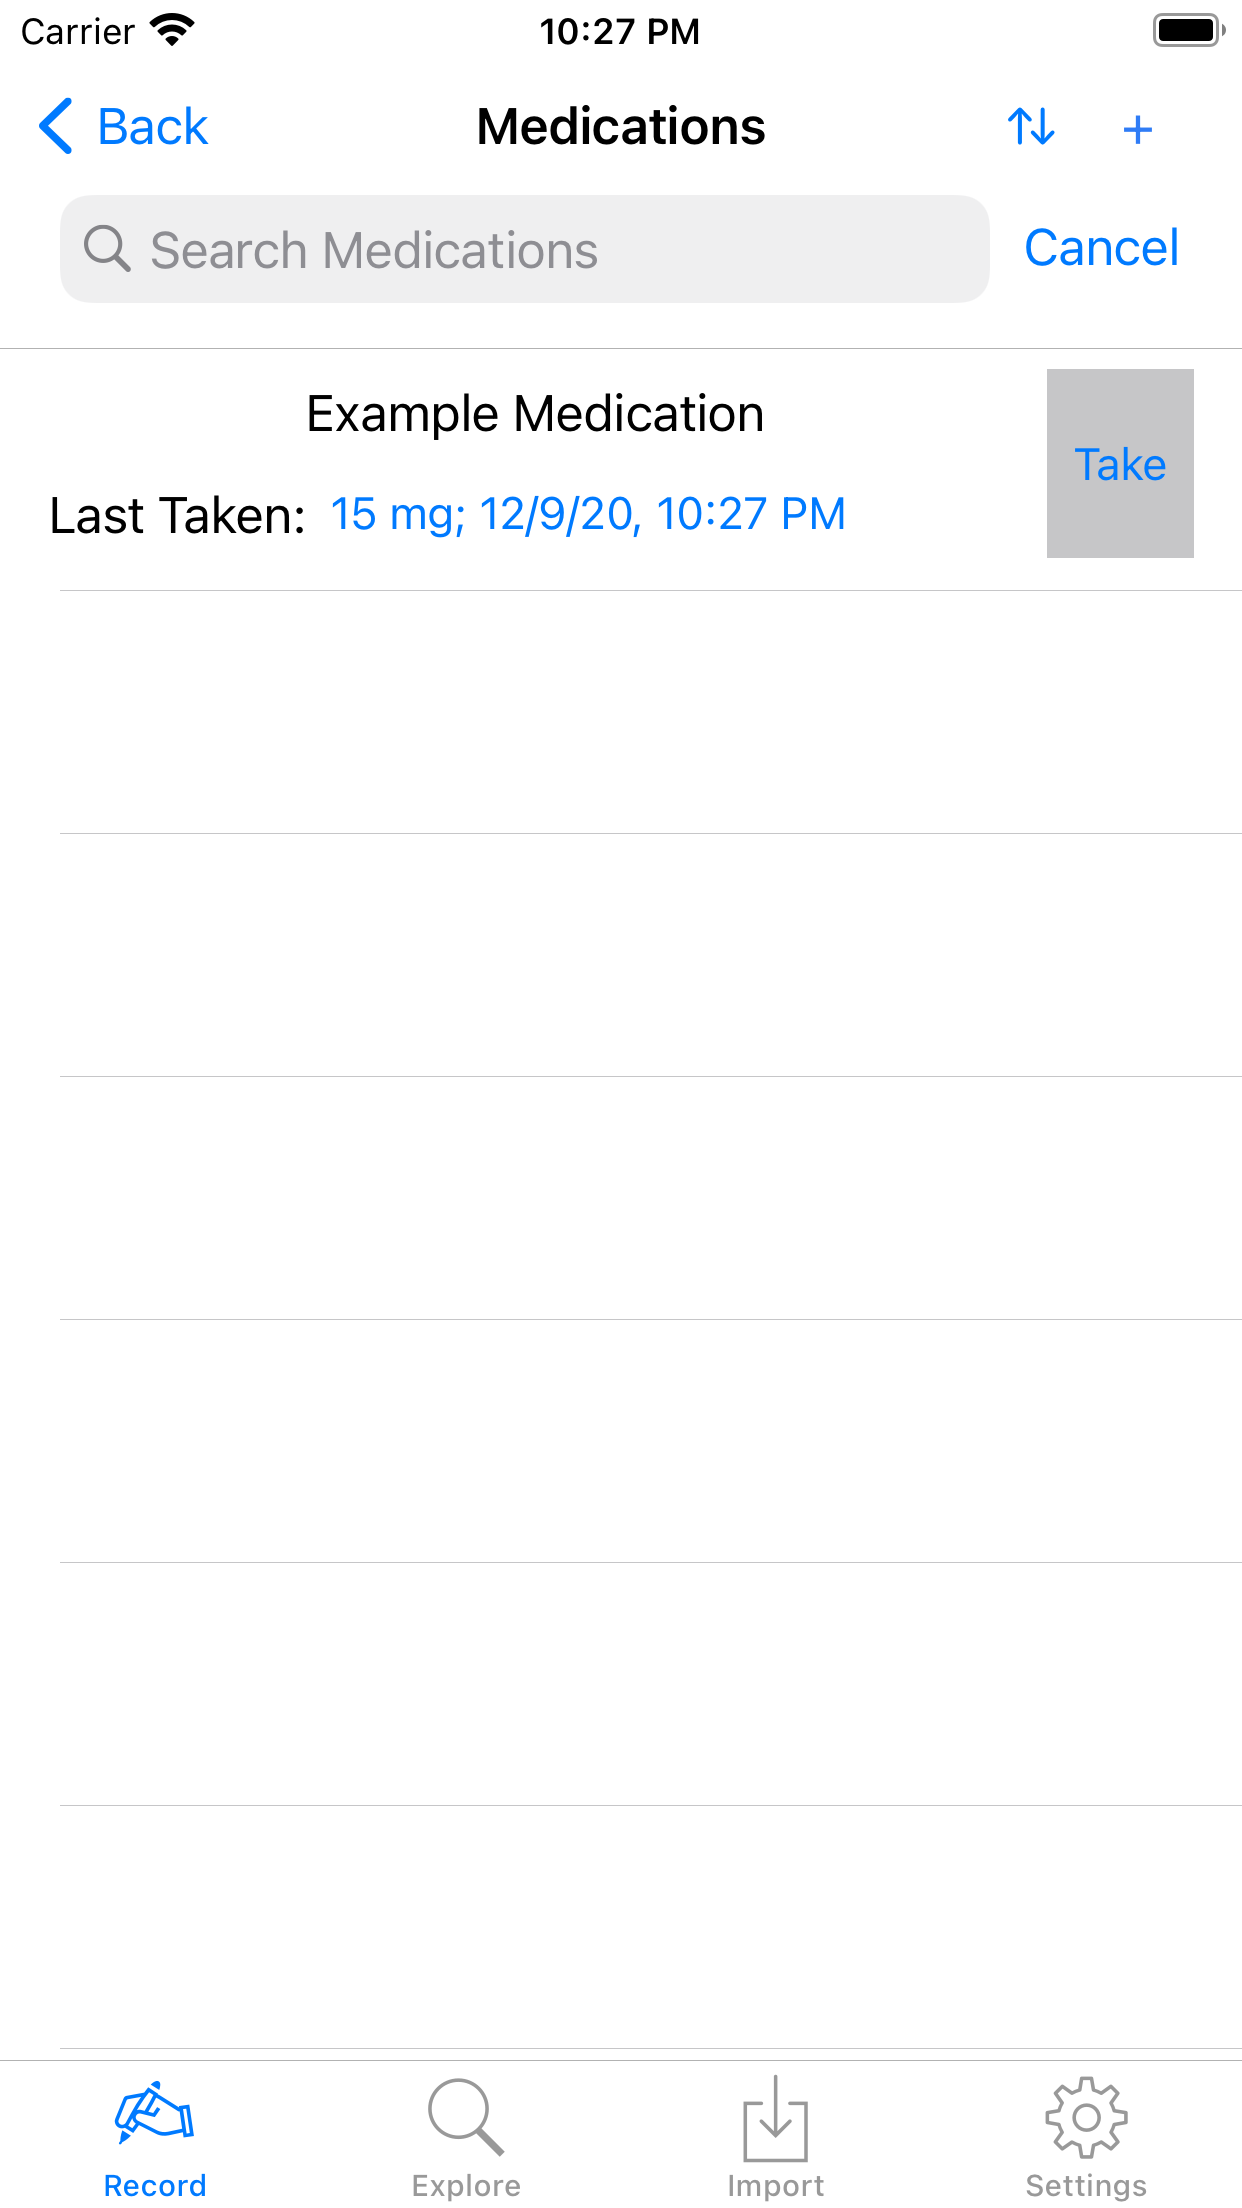 Carrier 10:27 PM
Back Medications +
Search Medications Cancel
Example Medication
Take
Last Taken: 15 mg; 12/9/20, 10:27 PM
Record Explore Import Settings